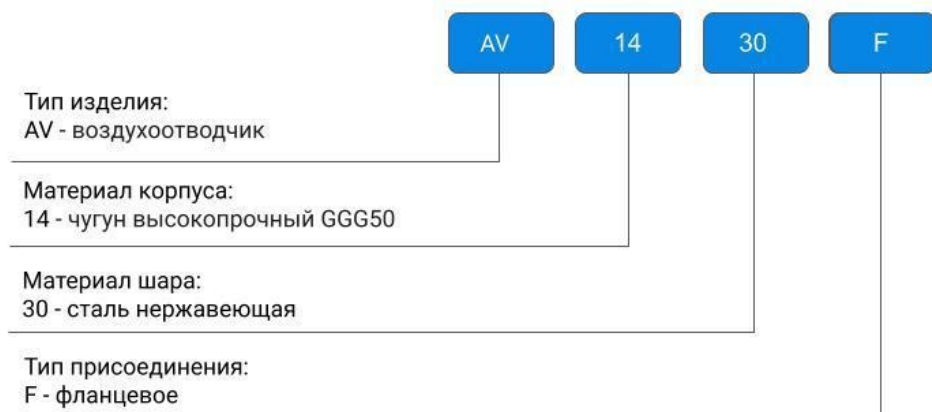 AV 14 30 F
Тип изделия:
AV - воздухоотводчик
Материал корпуса:
14 - чугун высокопрочный GGG50
Материал шара:
30 - сталь нержавеющая
Тип присоединения:
F - фланцевое